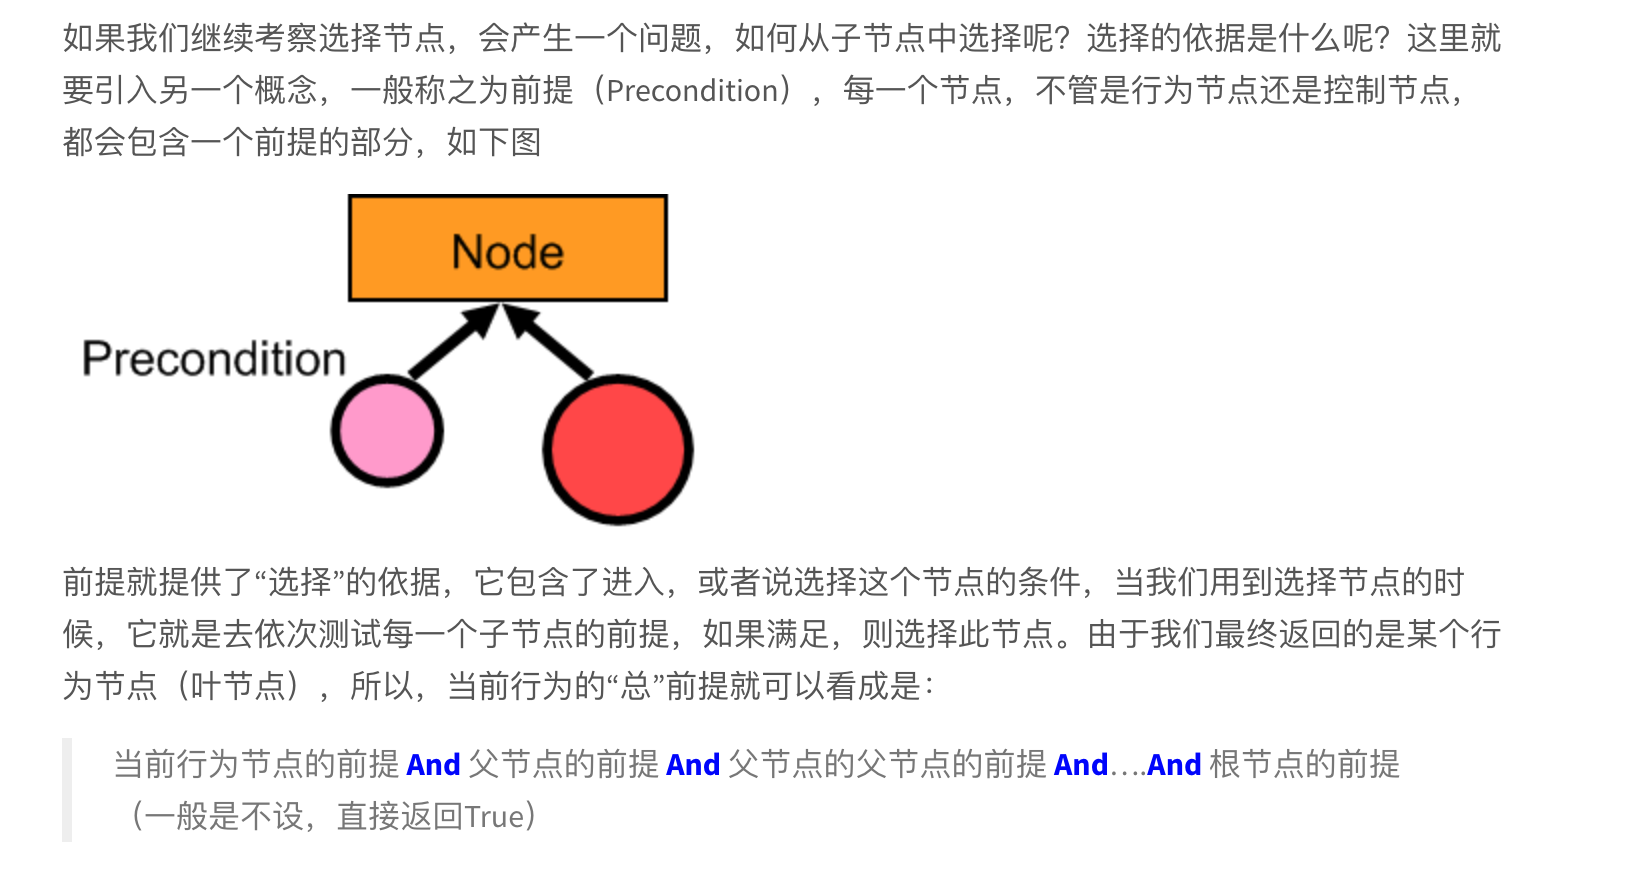 如果我们继续考察选择节点，会产生一个问题，如何从子节点中选择呢？选择的依据是什么呢？这里就
要引入另一个概念，一般称之为前提（Precondition），每一个节点，不管是行为节点还是控制节点，
都会包含一个前提的部分，如下图
Node
Precondition
前提就提供了“选择”的依据，它包含了进入，或者说选择这个节点的条件，当我们用到选择节点的时
候，它就是去依次测试每一个子节点的前提，如果满足，则选择此节点。由于我们最终返回的是某个行
为节点（叶节点），所以，当前行为的“总”前提就可以看成是：
当前行为节点的前提 And 父节点的前提 And 父节点的父节点的前提 And….And 根节点的前提
（一般是不设，直接返回True）